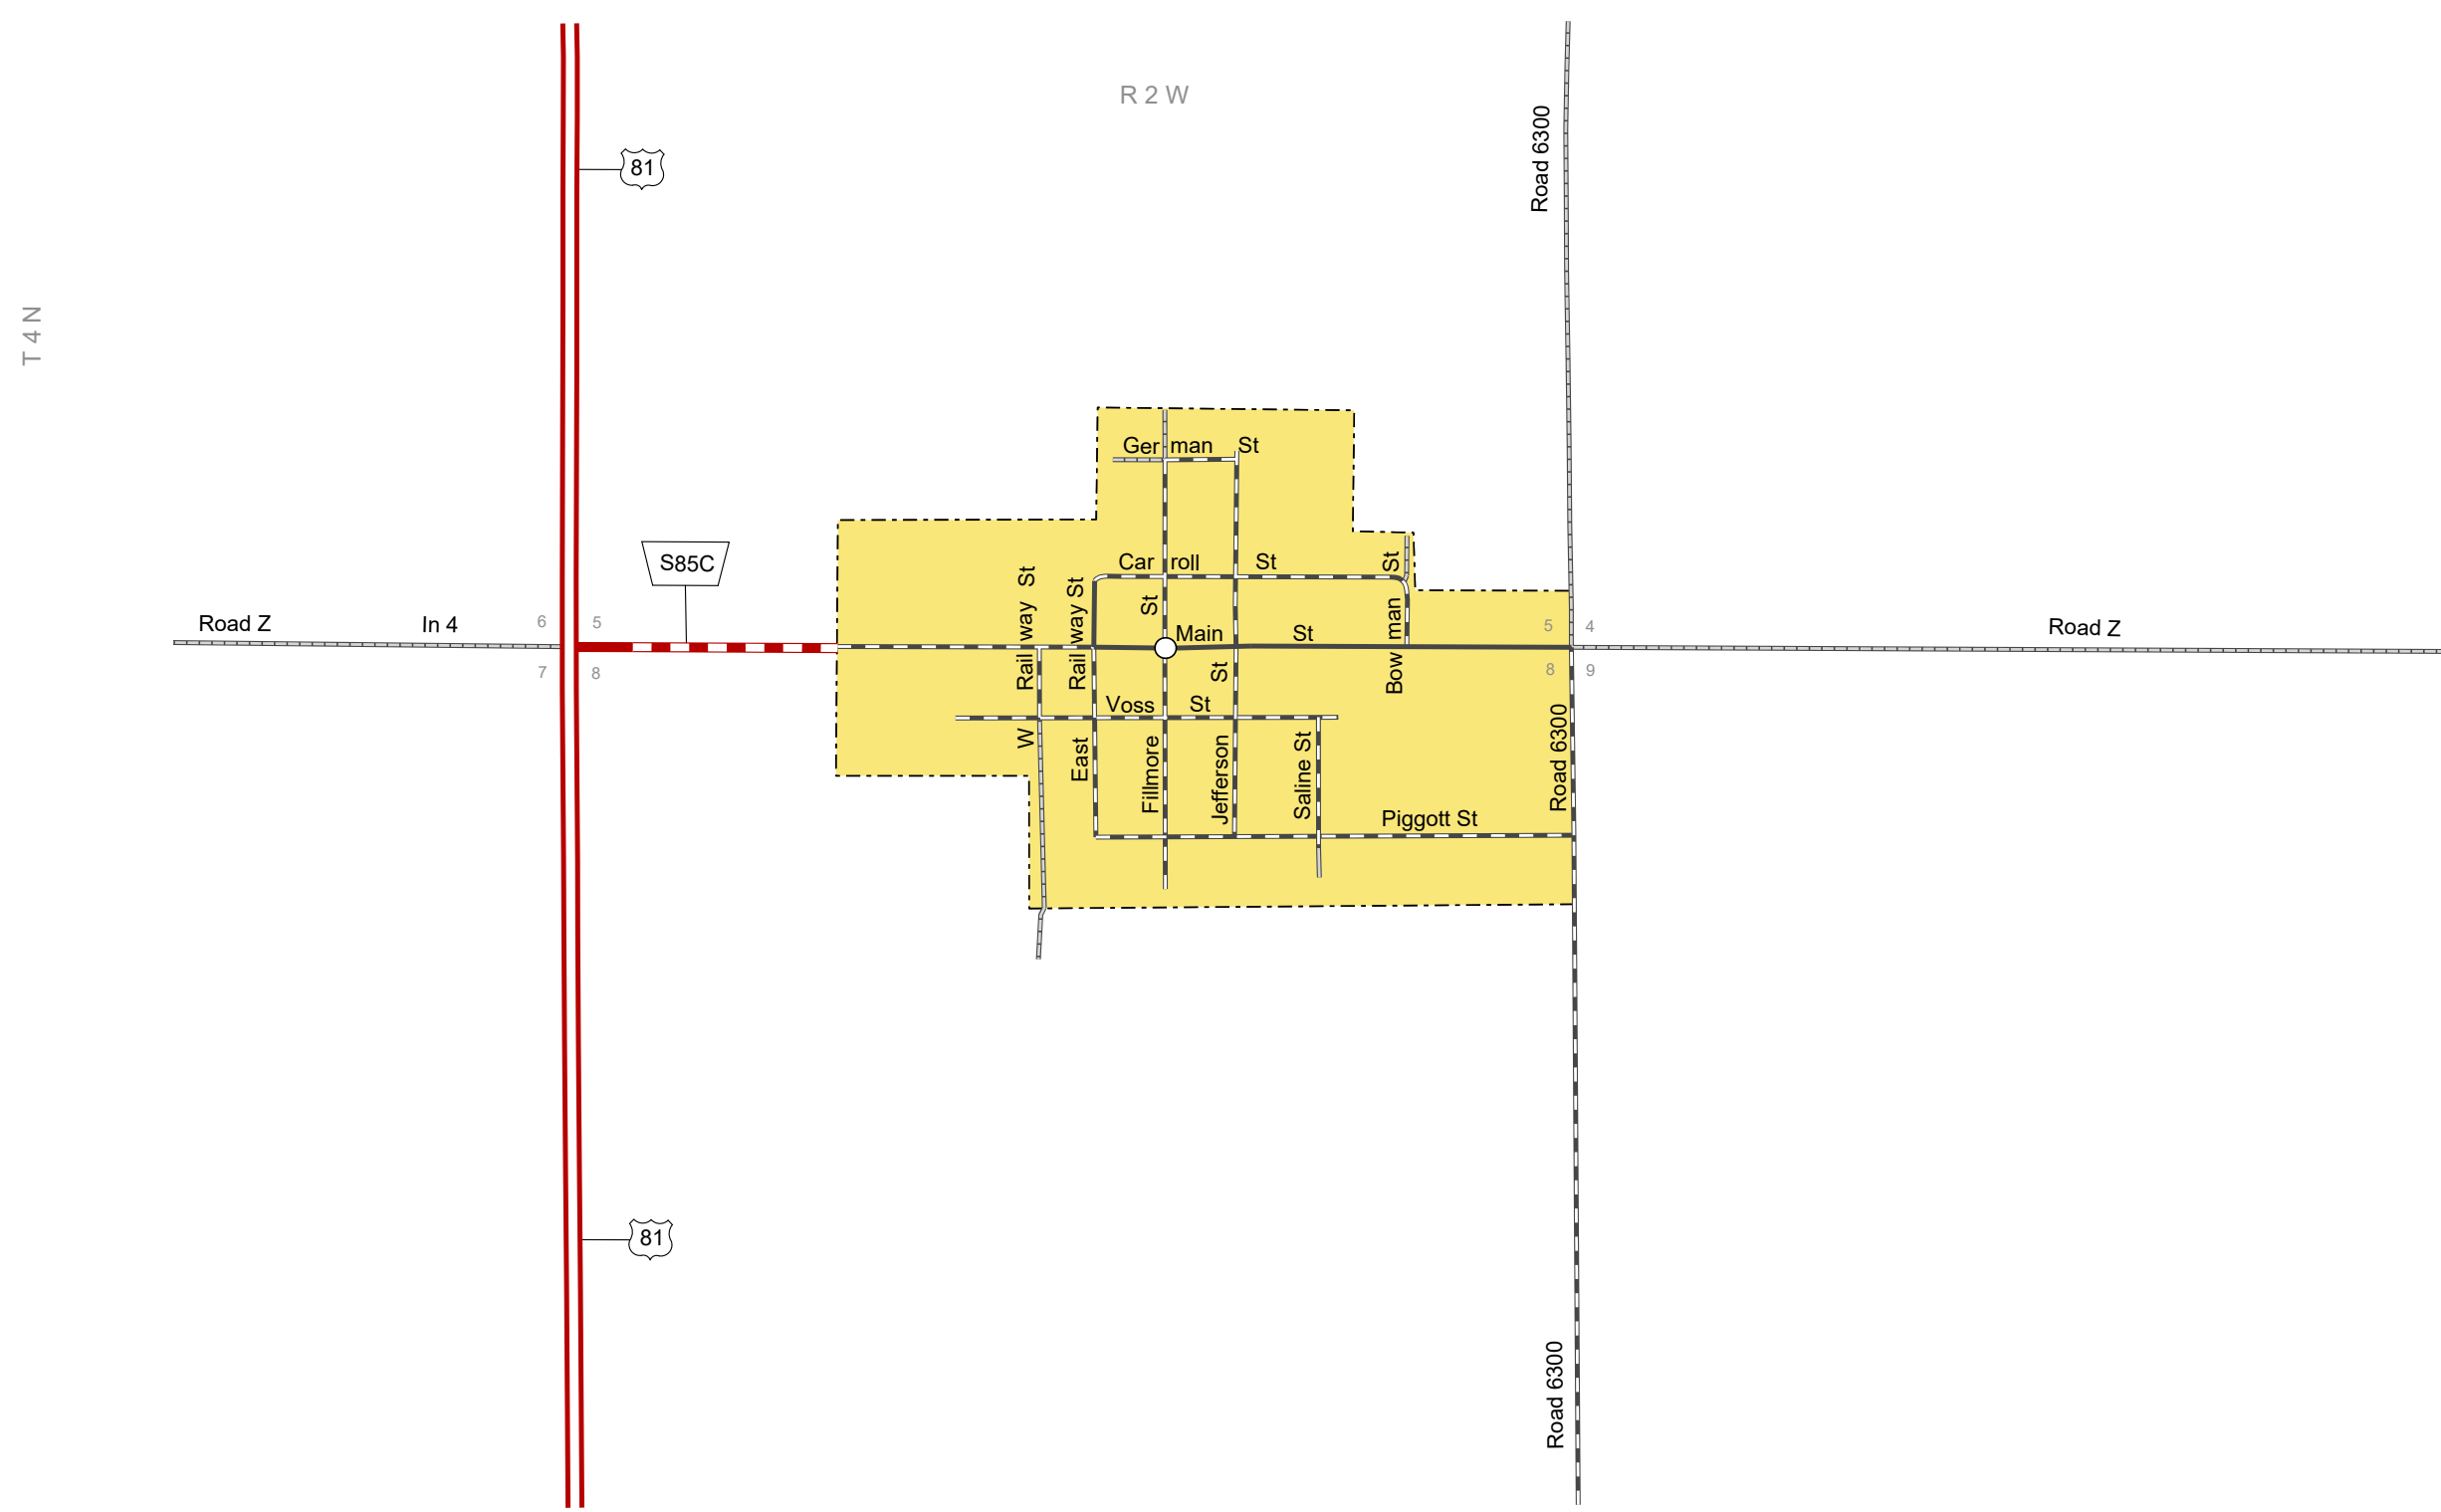 R 2 W
Road 6300
81
T 4 N
German St
S85C
Carroll St
Road Z
In 4
6
5
5
4
Main St
Road Z
7
8
8
9
W Railway St
East Railway St
Fillmore St
Jefferson St
Bowman St
Voss St
Saline St
Road 6300
Piggott St
81
Road 6300